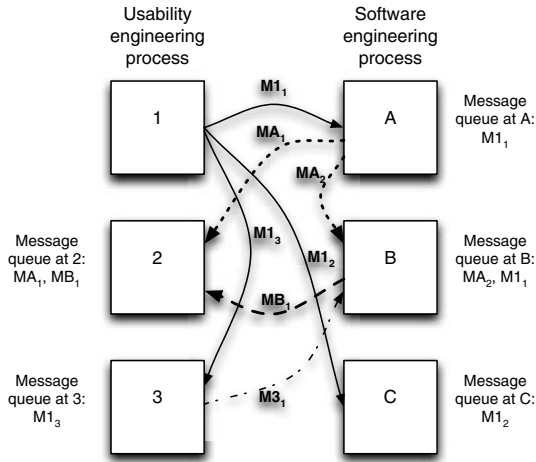 Usability
engineering
process
Software
engineering
process
1
M1₁
A
Message
queue at A:
M1₁
MA₁
MA₂
Message
queue at 2:
MA₁, MB₁
2
M1₃
M1₂
B
Message
queue at B:
MA₂, M1₁
MB₁
Message
queue at 3:
M1₃
3
M3₁
C
Message
queue at C:
M1₂